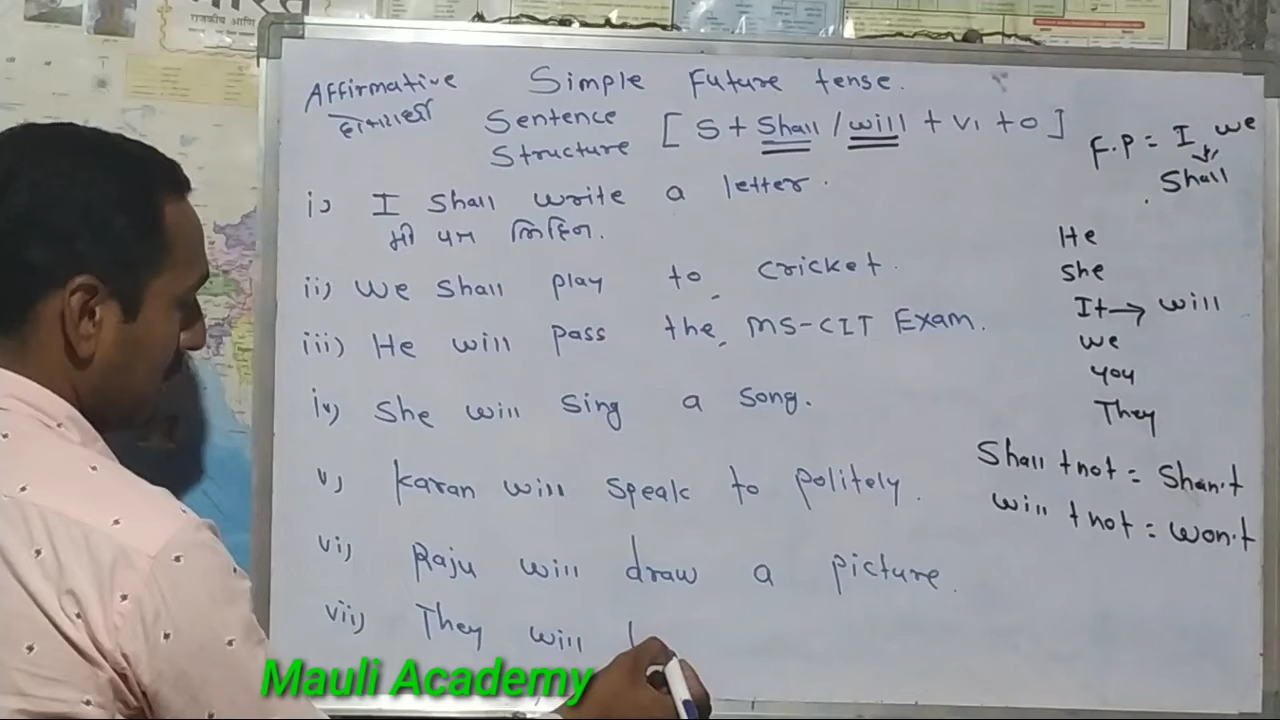 राजकीय आणि
Affirmative Simple Future tense.
होकारार्थी Sentence Structure [ S + Shall / will + V1 + O ]
i) I Shall write a letter.
मी पत्र लिहिन.
ii) We Shall play to cricket.
iii) He will pass the MS-CIT Exam.
iv) She will Sing a Song.
v) Karan will Speak to politely.
vi) Raju will draw a picture.
vii) They will
F.P = I, we
Shall
He
She
It → will
we
you
They
Shall + not = Shan't
will + not = won't
Mauli Academy